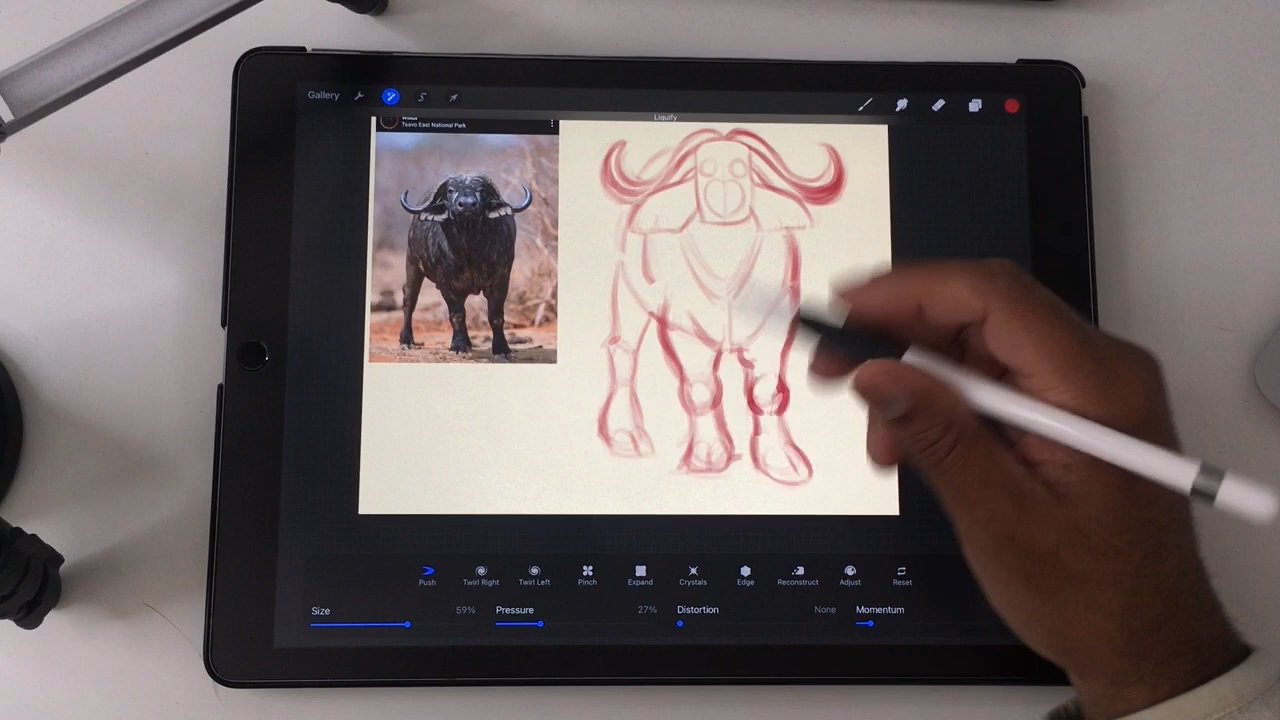 Gallery
Liquify
Tsavo East National Park
Push
Twirl Right
Twirl Left
Pinch
Expand
Crystals
Edge
Reconstruct
Adjust
Reset
Size 59%
Pressure 27%
Distortion None
Momentum